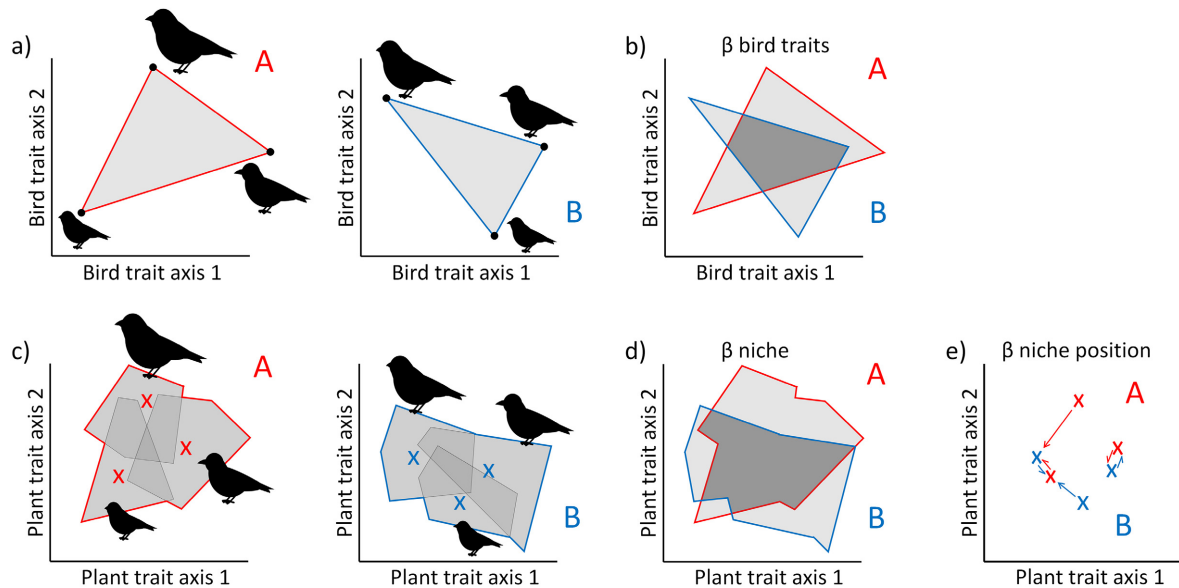 a)
A
Bird trait axis 2
Bird trait axis 1
B
Bird trait axis 2
Bird trait axis 1
b)
β bird traits
A
B
Bird trait axis 2
Bird trait axis 1
c)
A
x
x
x
Plant trait axis 2
Plant trait axis 1
x
x
x
B
Plant trait axis 2
Plant trait axis 1
d)
β niche
A
B
Plant trait axis 2
Plant trait axis 1
e)
β niche position
A
x
x
x
x
x
x
B
Plant trait axis 2
Plant trait axis 1